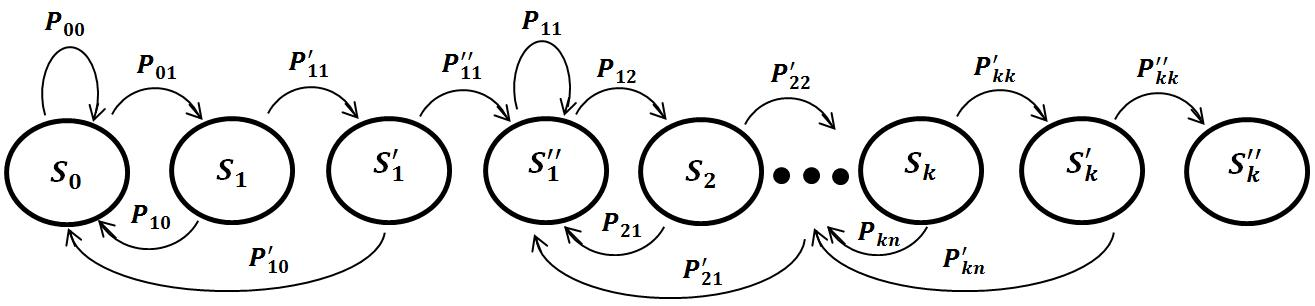 P₀₀
P₀₁
P′₁₁
P″₁₁
P₁₁
P₁₂
P′₂₂
P′ₖₖ
P″ₖₖ
S₀
S₁
S′₁
S″₁
S₂
Sₖ
S′ₖ
S″ₖ
P₁₀
P′₁₀
P₂₁
P′₂₁
Pₖₙ
P′ₖₙ